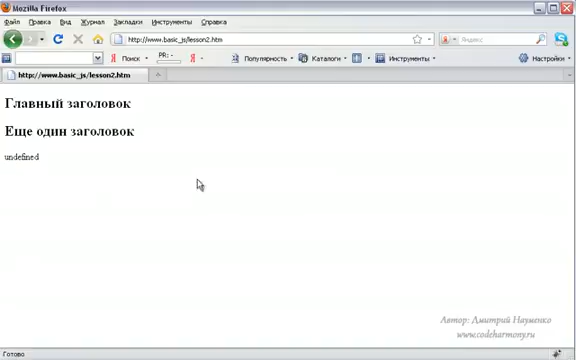 Mozilla Firefox
Файл Правка Вид Журнал Закладки Инструменты Справка
http://www.basic_js/lesson2.htm Яндекс
Поиск PR: Популярность Каталоги Инструменты Настройки
http://www.basic_js/lesson2.htm
Главный заголовок
Еще один заголовок
undefined
Автор: Дмитрий Науменко
www.codeharmony.ru
Готово